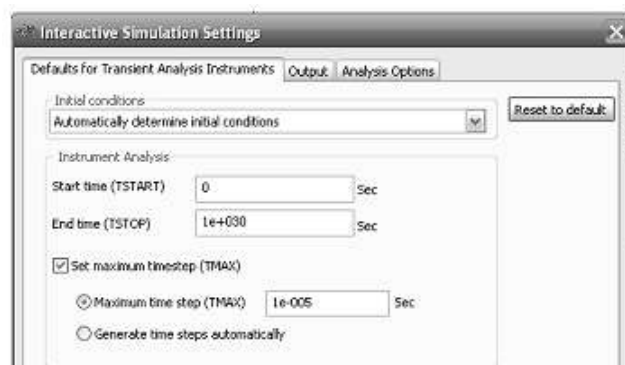 Interactive Simulation Settings
Defaults for Transient Analysis Instruments Output Analysis Options
Initial conditions
Automatically determine initial conditions
Reset to default
Instrument Analysis
Start time (TSTART) 0 Sec
End time (TSTOP) 1e+030 Sec
Set maximum timestep (TMAX)
Maximum time step (TMAX) 1e-005 Sec
Generate time steps automatically